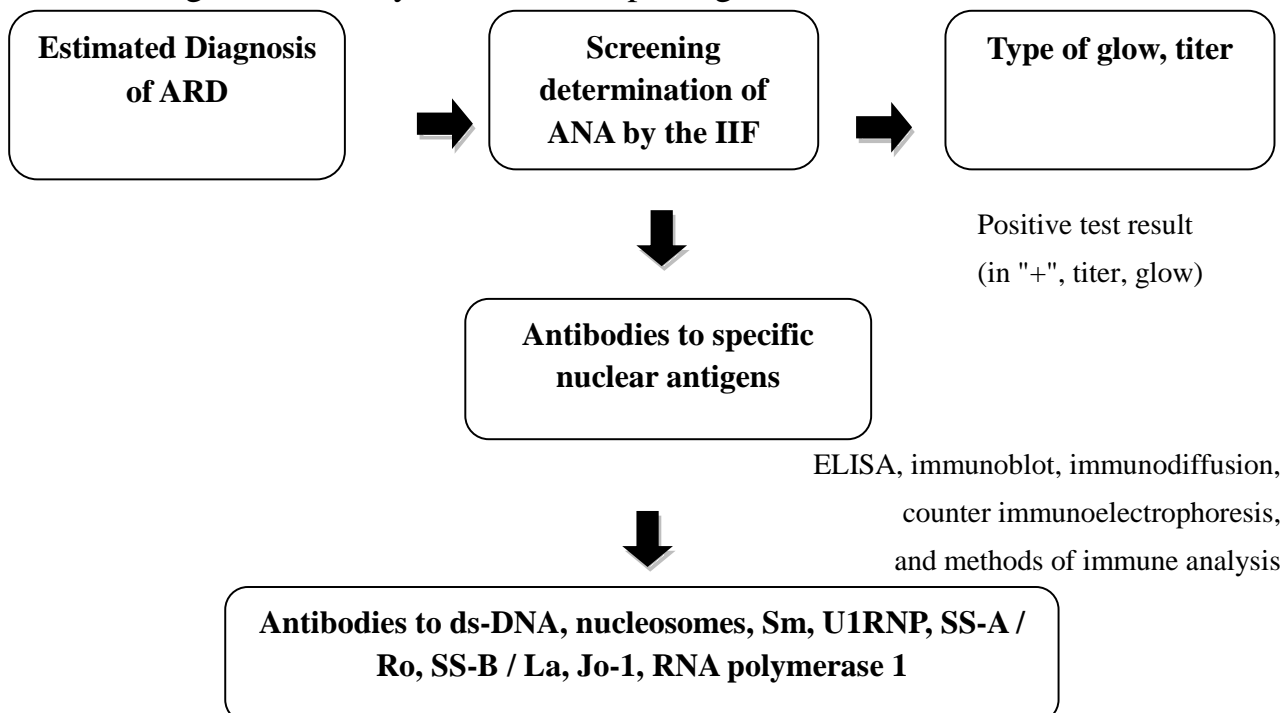 Estimated Diagnosis
of ARD
Screening
determination of
ANA by the IIF
Type of glow, titer
Positive test result
(in "+", titer, glow)
Antibodies to specific
nuclear antigens
ELISA, immunoblot, immunodiffusion,
counter immunoelectrophoresis,
and methods of immune analysis
Antibodies to ds-DNA, nucleosomes, Sm, U1RNP, SS-A /
Ro, SS-B / La, Jo-1, RNA polymerase 1